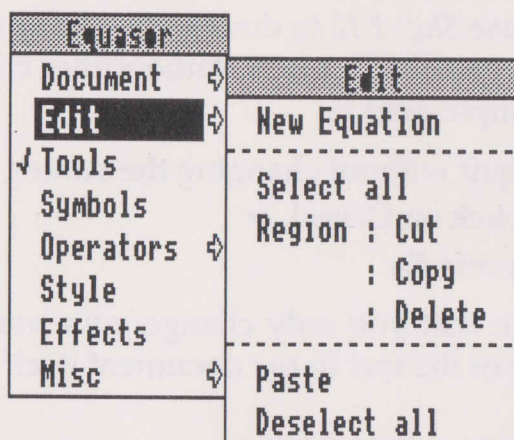 Equasor
Document ⇨
Edit ⇨
√Tools
Symbols
Operators ⇨
Style
Effects
Misc ⇨
Edit
New Equation
Select all
Region : Cut
: Copy
: Delete
Paste
Deselect all